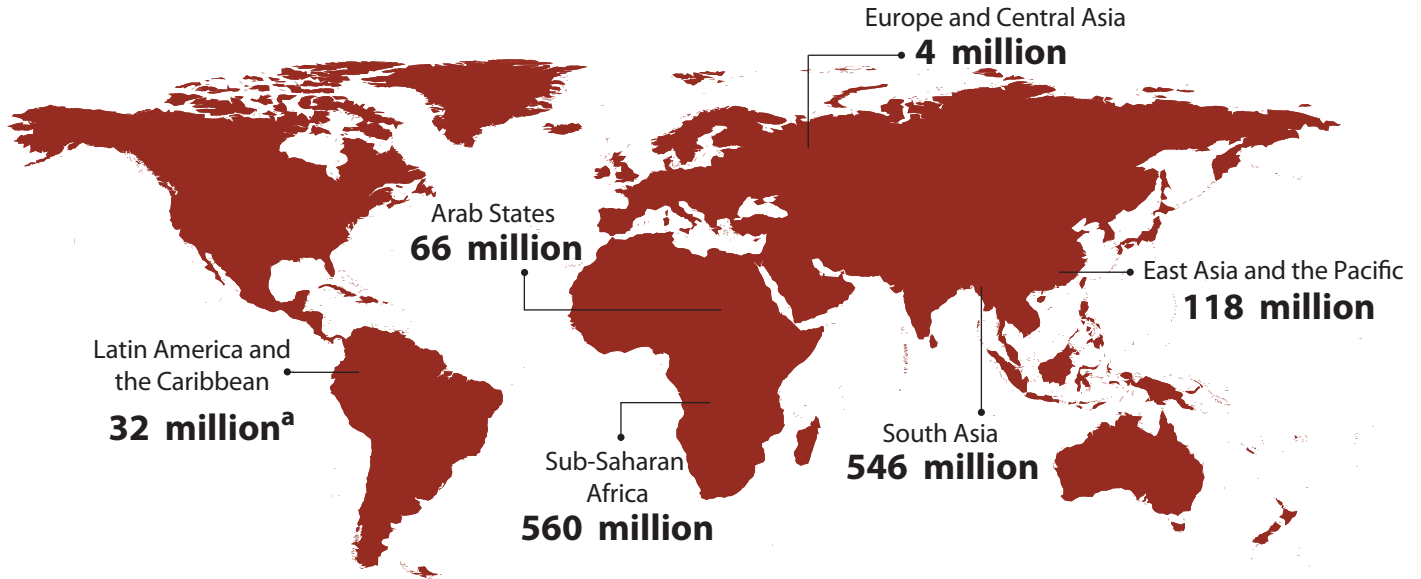 Europe and Central Asia
4 million
Arab States
66 million
East Asia and the Pacific
118 million
Latin America and
the Caribbean
32 millionᵃ
South Asia
546 million
Sub-Saharan
Africa
560 million